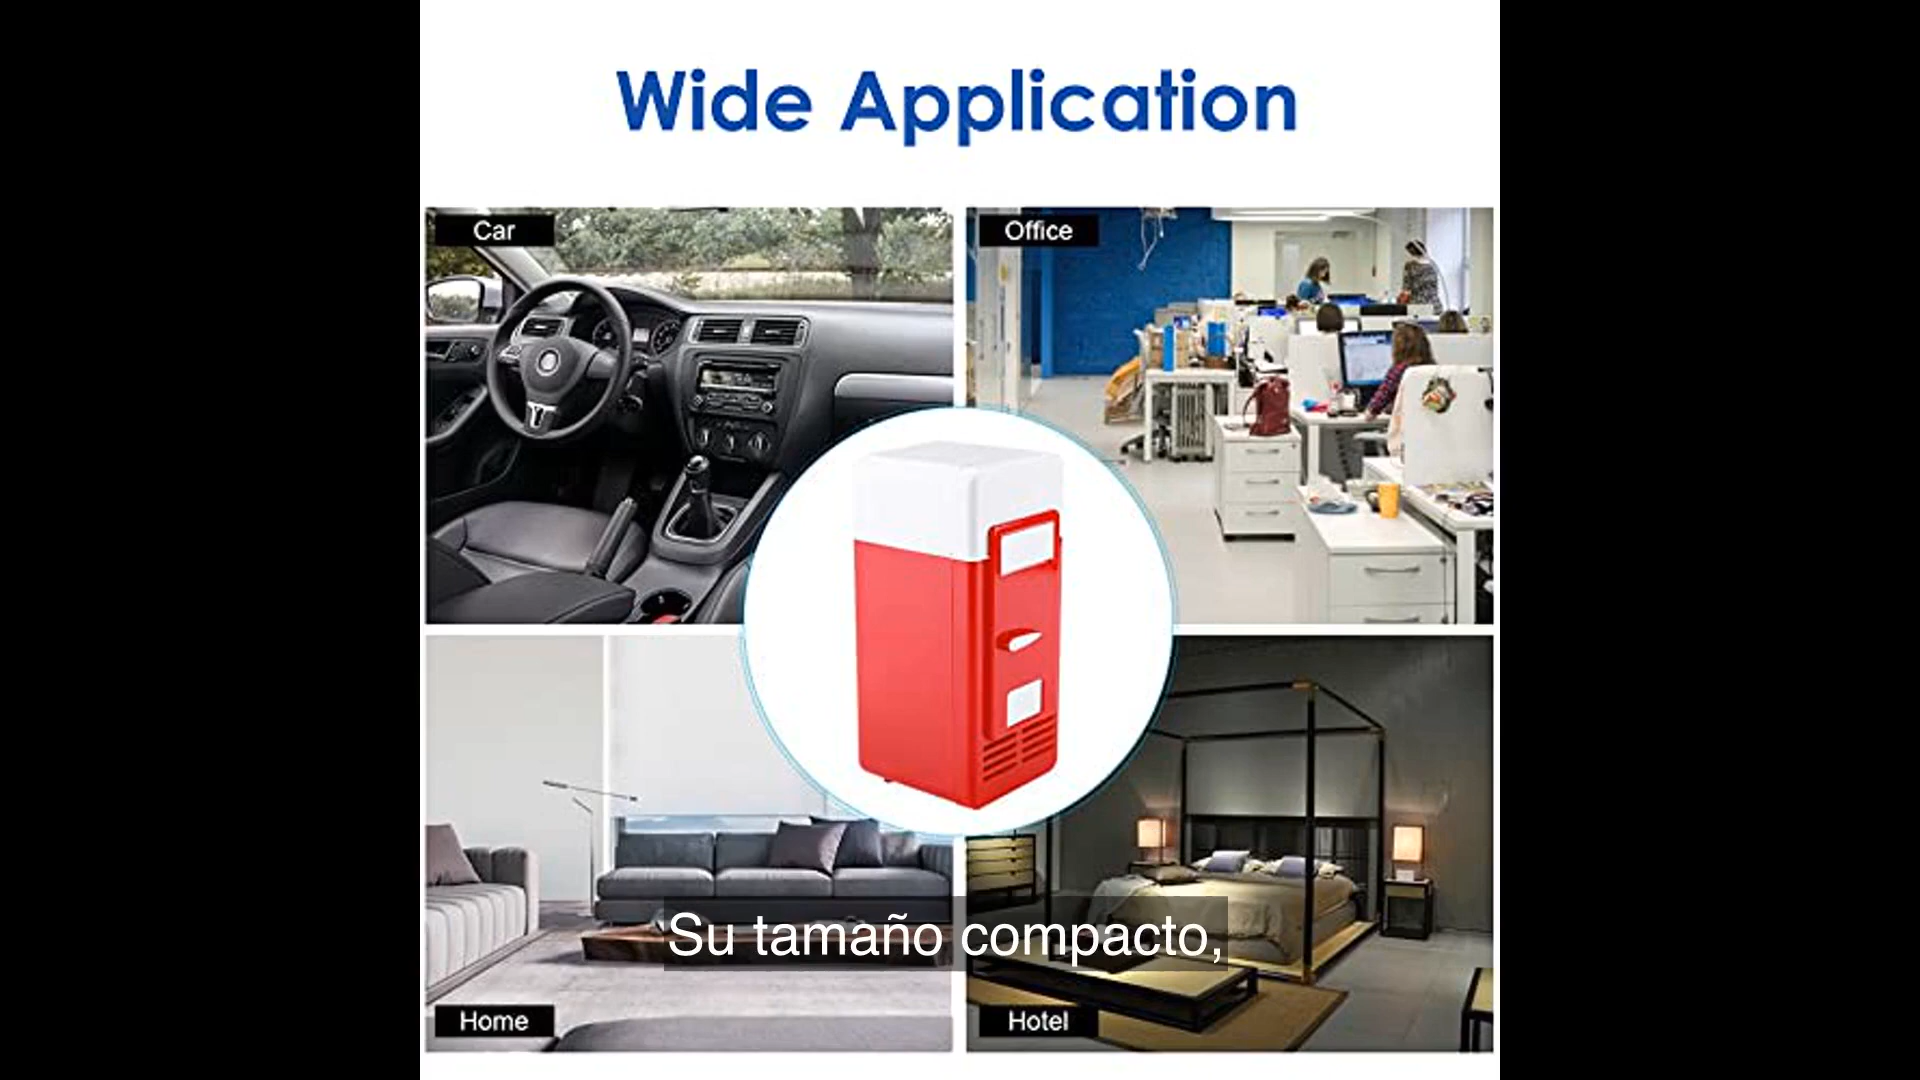 Wide Application
Car
Office
Su tamaño compacto,
Home
Hotel